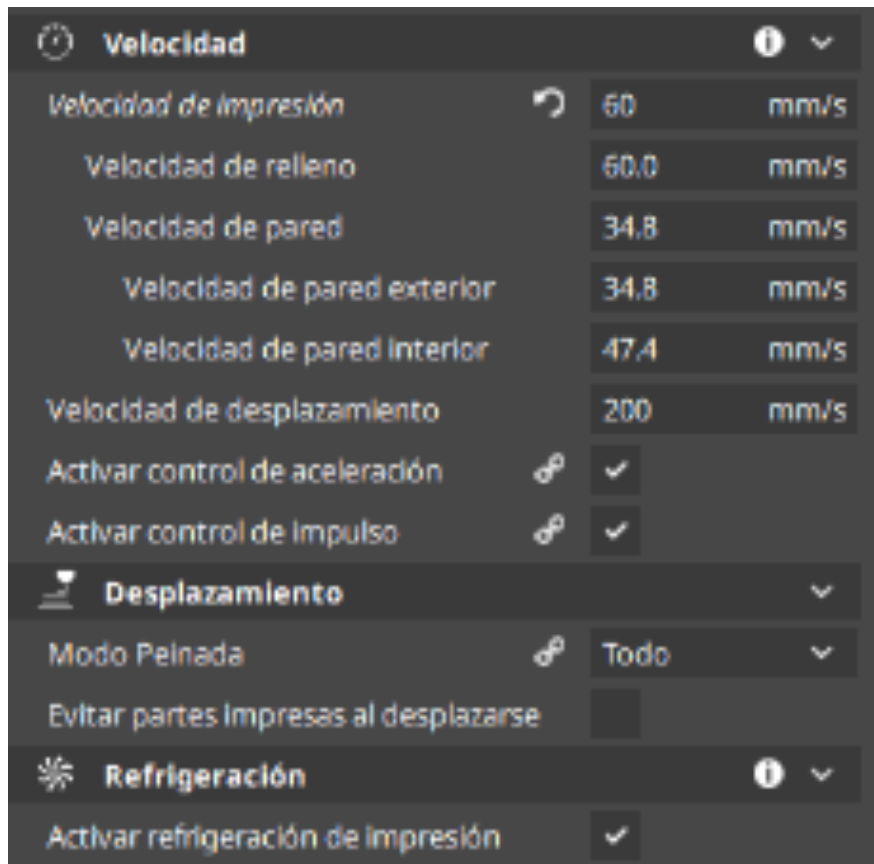 Velocidad
Velocidad de impresión 60 mm/s
Velocidad de relleno 60.0 mm/s
Velocidad de pared 34.8 mm/s
Velocidad de pared exterior 34.8 mm/s
Velocidad de pared interior 47.4 mm/s
Velocidad de desplazamiento 200 mm/s
Activar control de aceleración
Activar control de impulso
Desplazamiento
Modo Peinada Todo
Evitar partes impresas al desplazarse
Refrigeración
Activar refrigeración de impresión